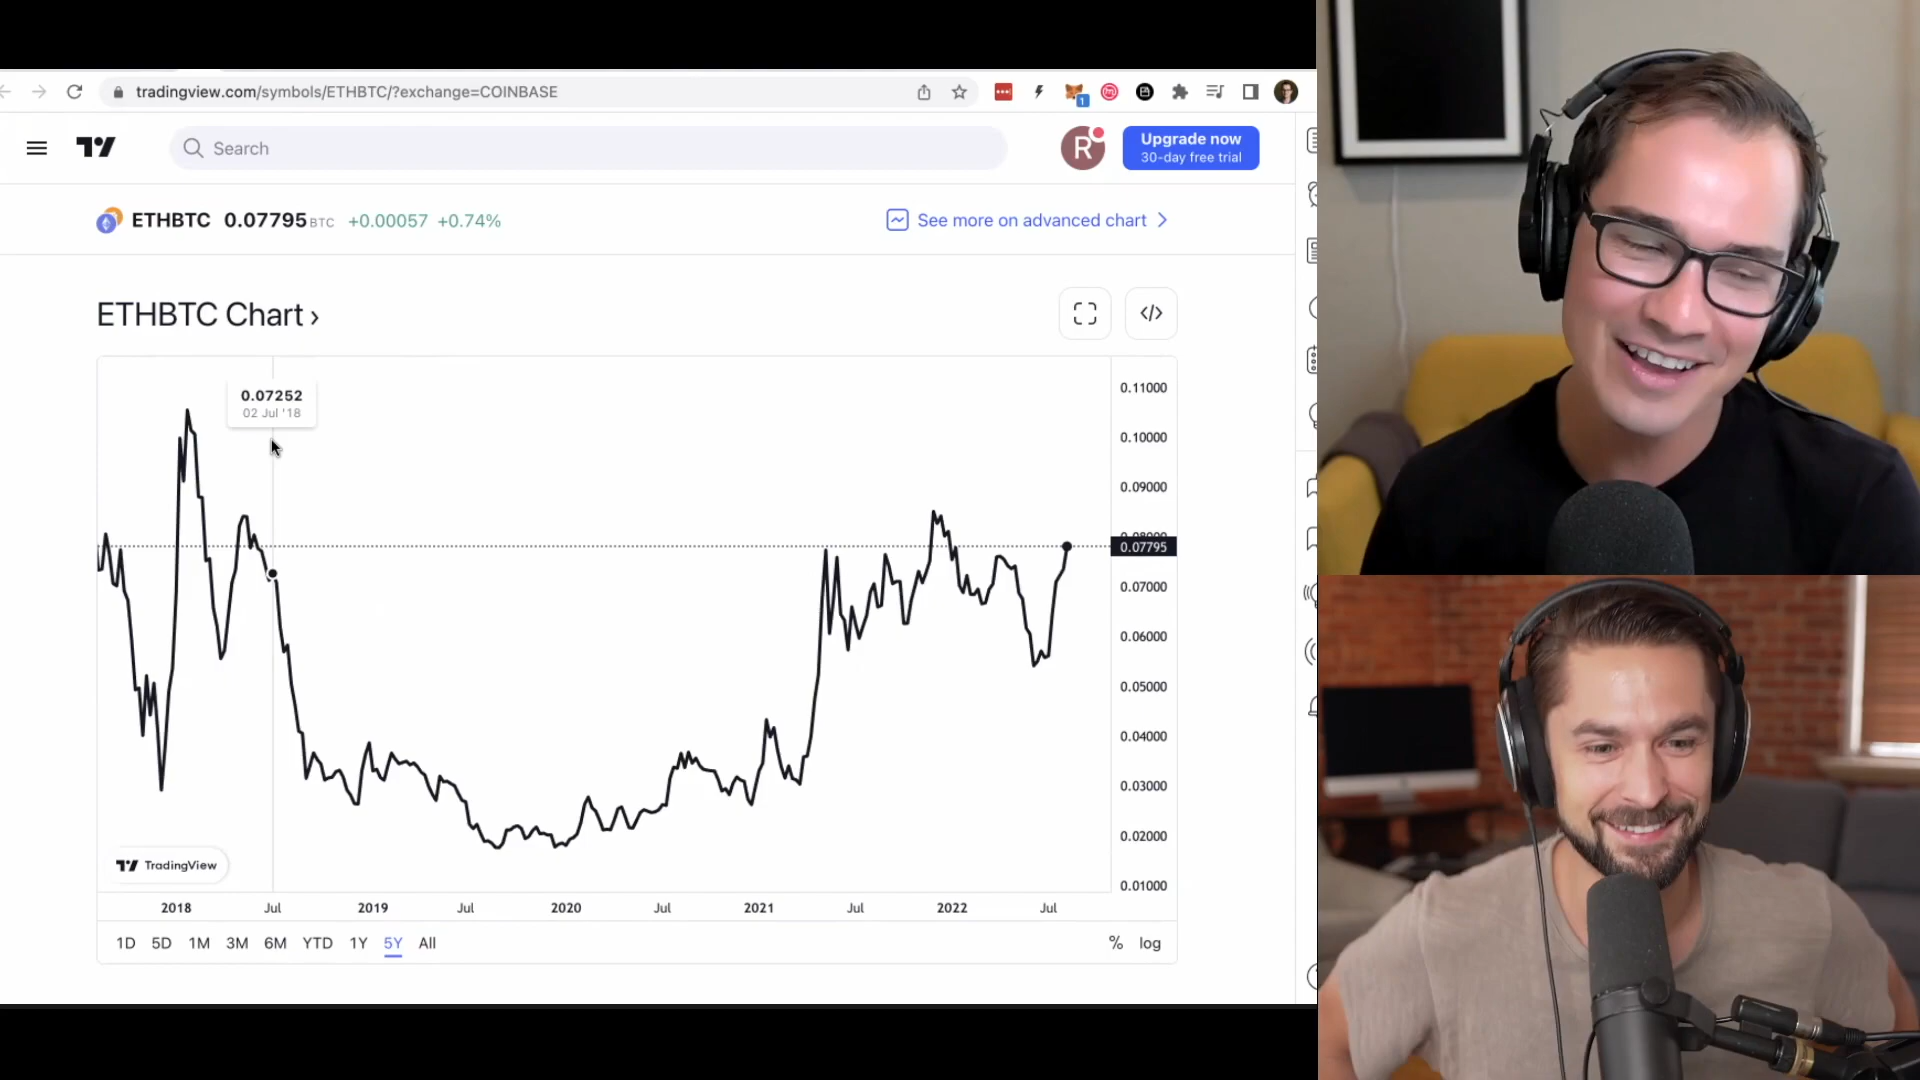 tradingview.com/symbols/ETHBTC/?exchange=COINBASE
1
Search
R
Upgrade now
30-day free trial
ETHBTC 0.07795 BTC +0.00057 +0.74%
See more on advanced chart
ETHBTC Chart ›
0.07252
02 Jul '18
0.11000
0.10000
0.09000
0.07795
0.07000
0.06000
0.05000
0.04000
0.03000
0.02000
0.01000
TradingView
2018 Jul 2019 Jul 2020 Jul 2021 Jul 2022 Jul
1D 5D 1M 3M 6M YTD 1Y 5Y All
% log